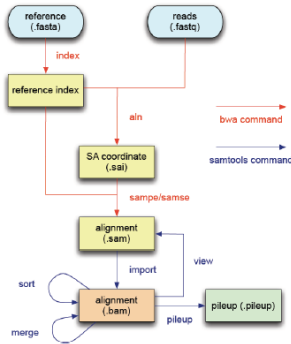 reference
(.fasta)
reads
(.fastq)
index
reference index
aln
bwa command
SA coordinate
(.sai)
samtools command
sampe/samse
alignment
(.sam)
view
import
sort
alignment
(.bam)
pileup
pileup (.pileup)
merge